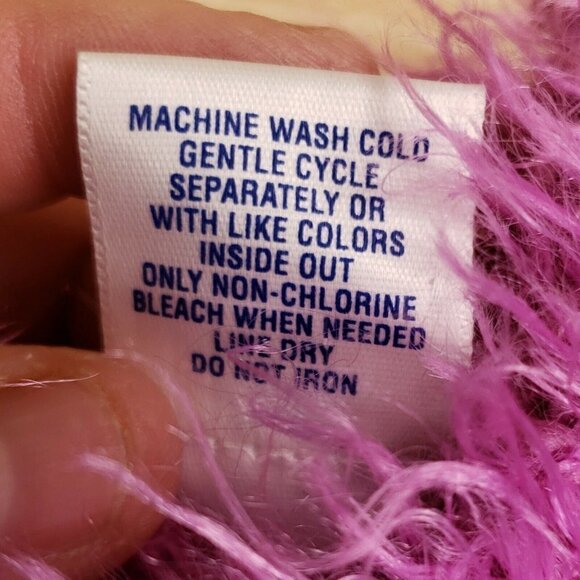 MACHINE WASH COLD
GENTLE CYCLE
SEPARATELY OR
WITH LIKE COLORS
INSIDE OUT
ONLY NON-CHLORINE
BLEACH WHEN NEEDED
LINE DRY
DO NOT IRON